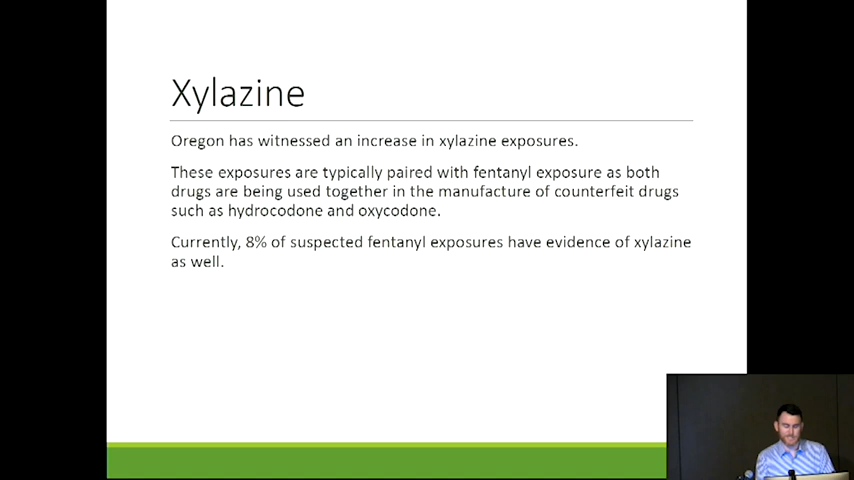 Xylazine
Oregon has witnessed an increase in xylazine exposures.
These exposures are typically paired with fentanyl exposure as both
drugs are being used together in the manufacture of counterfeit drugs
such as hydrocodone and oxycodone.
Currently, 8% of suspected fentanyl exposures have evidence of xylazine
as well.